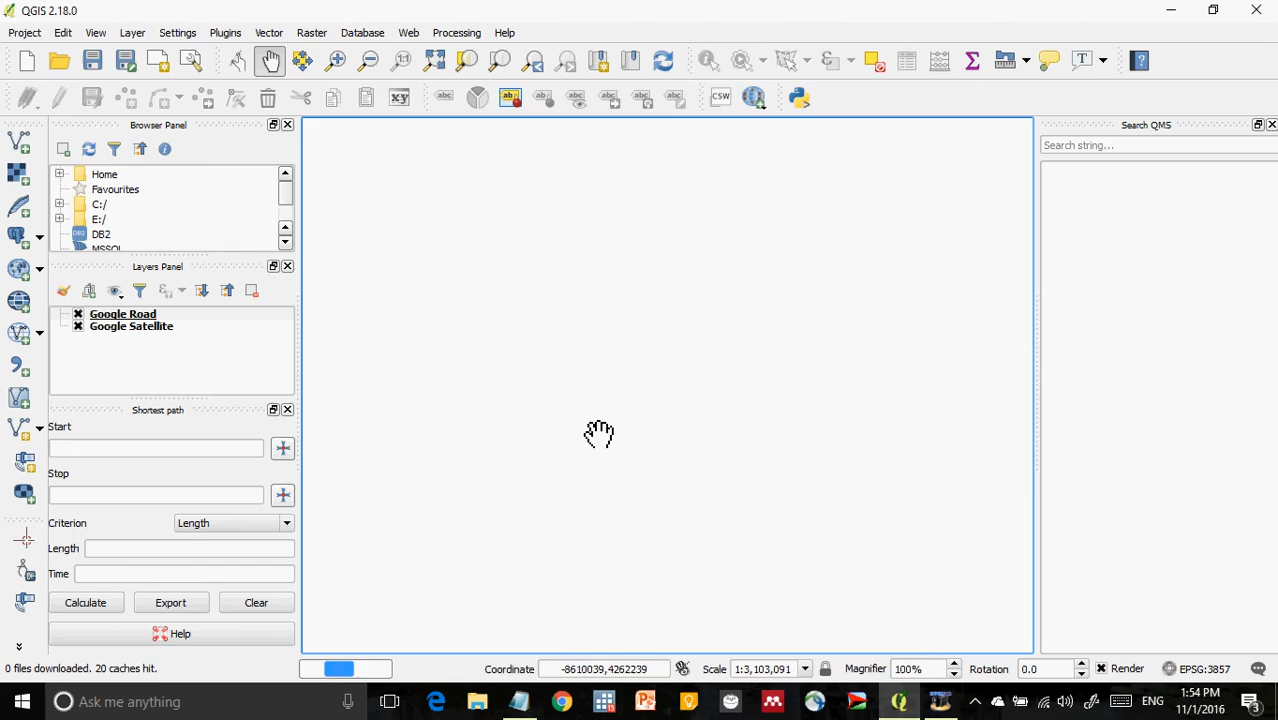 QGIS 2.18.0
Project Edit View Layer Settings Plugins Vector Raster Database Web Processing Help
CSW
Browser Panel
Home
Favourites
C:/
E:/
DB2
MSSQL
Layers Panel
Google Road
Google Satellite
Shortest path
Start
Stop
Criterion Length
Length
Time
Calculate Export Clear
Help
Search QMS
Search string...
0 files downloaded. 20 caches hit. Coordinate -8610039,4262239 Scale 1:3,103,091 Magnifier 100% Rotation 0.0 Render EPSG:3857
Ask me anything
ENG
1:54 PM
11/1/2016
3